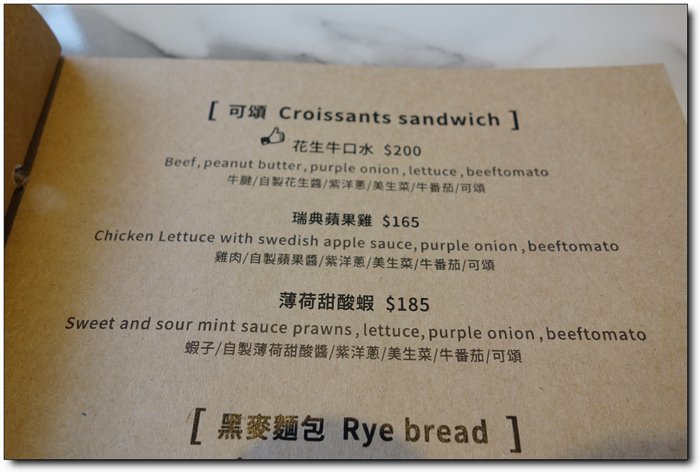 [ 可頌 Croissants sandwich ]
花生牛口水 $200
Beef, peanut butter, purple onion, lettuce, beeftomato
牛腱/自製花生醬/紫洋蔥/美生菜/牛番茄/可頌
瑞典蘋果雞 $165
Chicken Lettuce with swedish apple sauce, purple onion, beeftomato
雞肉/自製蘋果醬/紫洋蔥/美生菜/牛番茄/可頌
薄荷甜酸蝦 $185
Sweet and sour mint sauce prawns, lettuce, purple onion, beeftomato
蝦子/自製薄荷甜酸醬/紫洋蔥/美生菜/牛番茄/可頌
[ 黑麥麵包 Rye bread ]